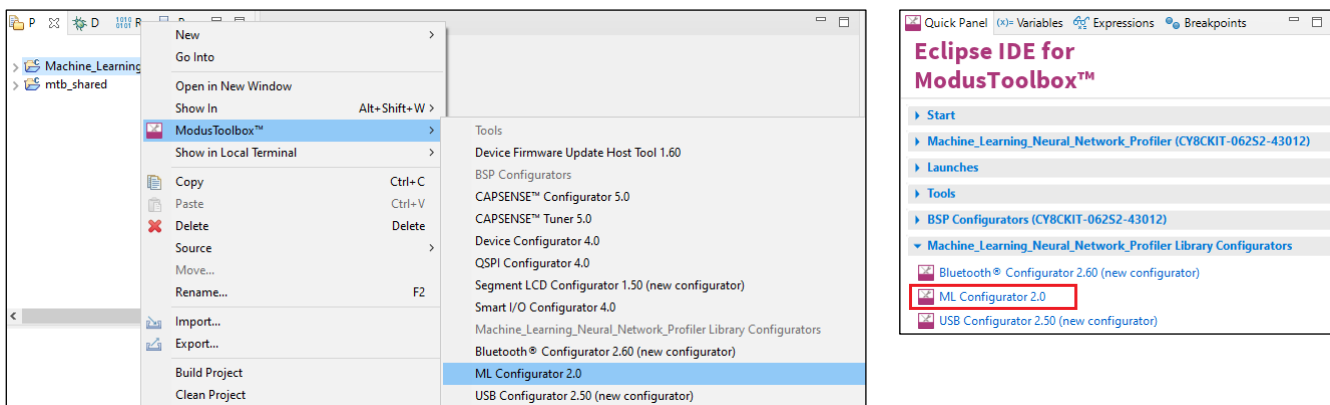 P D R P
Machine_Learning
mtb_shared
New
Go Into
Open in New Window
Show In Alt+Shift+W >
ModusToolbox™
Show in Local Terminal
Copy Ctrl+C
Paste Ctrl+V
Delete Delete
Source
Move...
Rename... F2
Import...
Export...
Build Project
Clean Project
Tools
Device Firmware Update Host Tool 1.60
BSP Configurators
CAPSENSE™ Configurator 5.0
CAPSENSE™ Tuner 5.0
Device Configurator 4.0
QSPI Configurator 4.0
Segment LCD Configurator 1.50 (new configurator)
Smart I/O Configurator 4.0
Machine_Learning_Neural_Network_Profiler Library Configurators
Bluetooth® Configurator 2.60 (new configurator)
ML Configurator 2.0
USB Configurator 2.50 (new configurator)
Quick Panel (x)= Variables Expressions Breakpoints
Eclipse IDE for
ModusToolbox™
Start
Machine_Learning_Neural_Network_Profiler (CY8CKIT-062S2-43012)
Launches
Tools
BSP Configurators (CY8CKIT-062S2-43012)
Machine_Learning_Neural_Network_Profiler Library Configurators
Bluetooth® Configurator 2.60 (new configurator)
ML Configurator 2.0
USB Configurator 2.50 (new configurator)